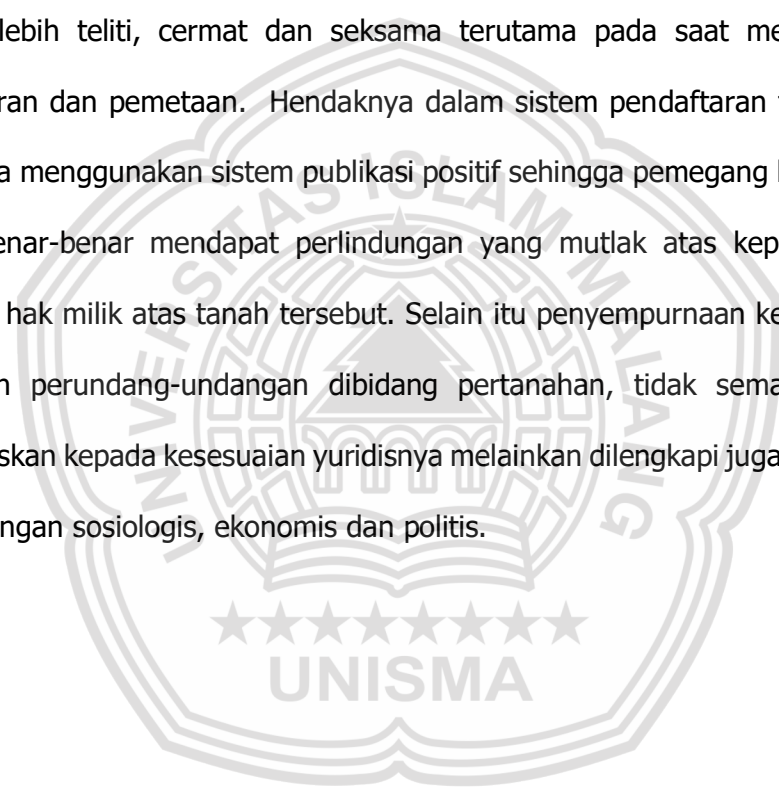 lebih teliti, cermat dan seksama terutama pada saat me
ran dan pemetaan. Hendaknya dalam sistem pendaftaran
a menggunakan sistem publikasi positif sehingga pemegang
enar-benar mendapat perlindungan yang mutlak atas kep
hak milik atas tanah tersebut. Selain itu penyempurnaan ke
n perundang-undangan dibidang pertanahan, tidak sema
skan kepada kesesuaian yuridisnya melainkan dilengkapi juga
ngan sosiologis, ekonomis dan politis.
UNIVERSITAS ISLAM MALANG
UNISMA